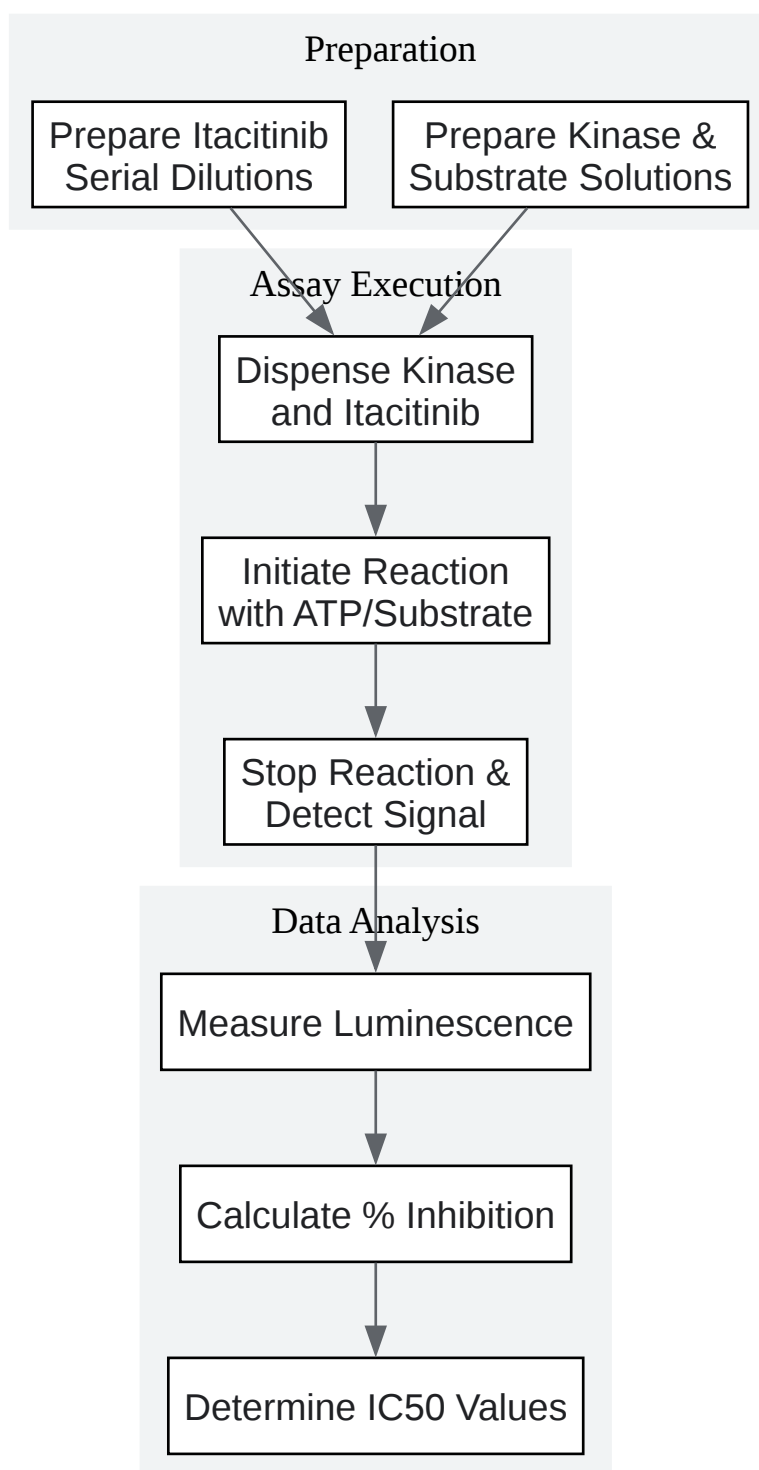 Preparation
Prepare Itacitinib
Serial Dilutions
Prepare Kinase &
Substrate Solutions
Assay Execution
Dispense Kinase
and Itacitinib
Initiate Reaction
with ATP/Substrate
Stop Reaction &
Detect Signal
Data Analysis
Measure Luminescence
Calculate % Inhibition
Determine IC50 Values